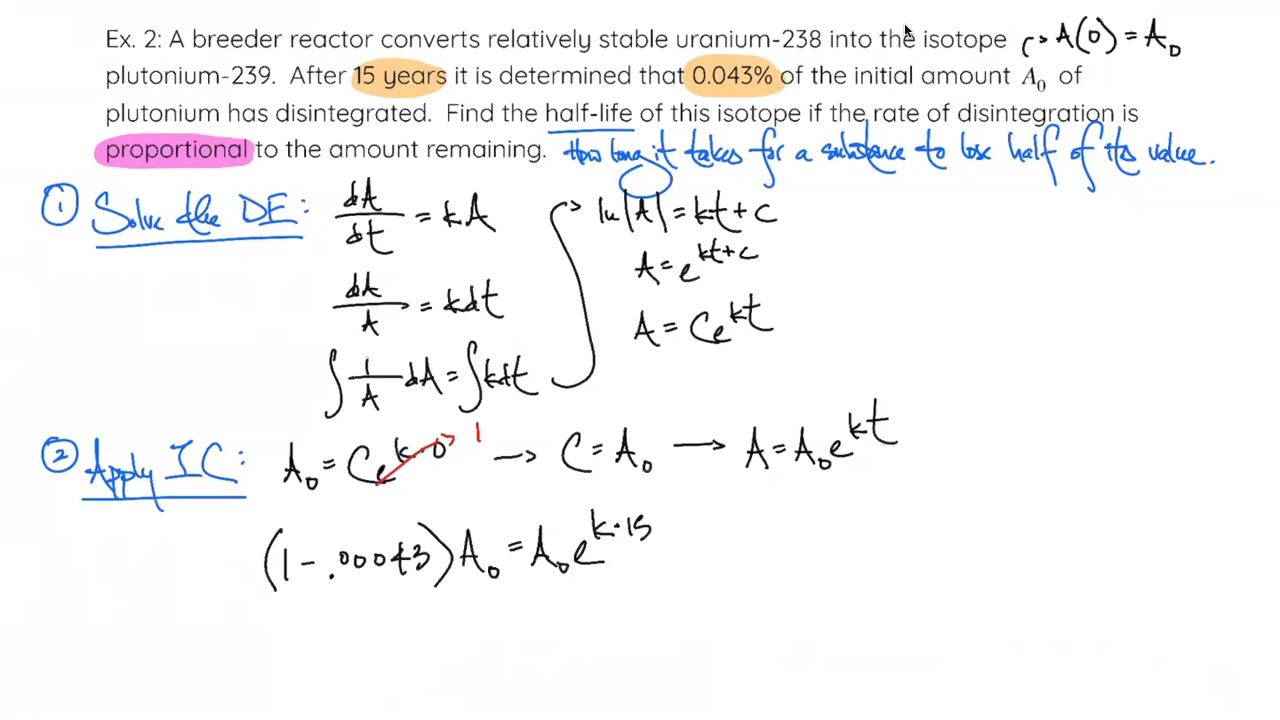 Ex. 2: A breeder reactor converts relatively stable uranium-238 into the isotope → A(0) = A₀
plutonium-239. After 15 years it is determined that 0.043% of the initial amount A₀ of
plutonium has disintegrated. Find the half-life of this isotope if the rate of disintegration is
proportional to the amount remaining. How long it takes for a substance to lose half of its value.
① Solve the DE: dA/dt = kA
dA/A = kdt
∫ 1/A dA = ∫ kdt
→ ln|A| = kt + c
A = e^(kt+c)
A = Ce^(kt)
② Apply IC: A₀ = Ce^(k·0) → 1 → C = A₀ → A = A₀e^(kt)
(1 - .00043)A₀ = A₀e^(k·15)